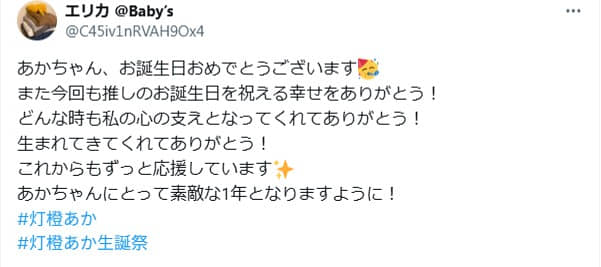 エリカ @Baby's
@C45iv1nRVAH9Ox4
あかちゃん、お誕生日おめでとうございます🥳
また今回も推しのお誕生日を祝える幸せをありがとう！
どんな時も私の心の支えとなってくれてありがとう！
生まれてきてくれてありがとう！
これからもずっと応援しています✨
あかちゃんにとって素敵な1年となりますように！
#灯橙あか
#灯橙あか生誕祭